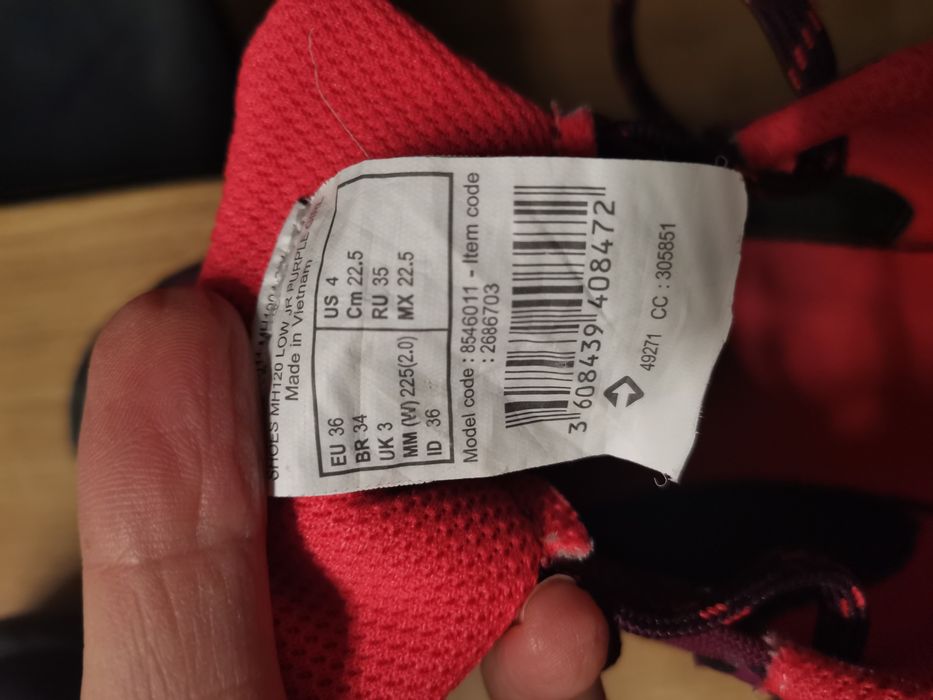 SHOES MH120 LOW JR PURPLE
Made in Vietnam
EU 36 US 4
BR 34 Cm 22.5
UK 3 RU 35
MM (W) 225(2.0) MX 22.5
ID 36
Model code : 8546011 - Item code
: 2686703
3 608439 408472
49271 CC : 305851